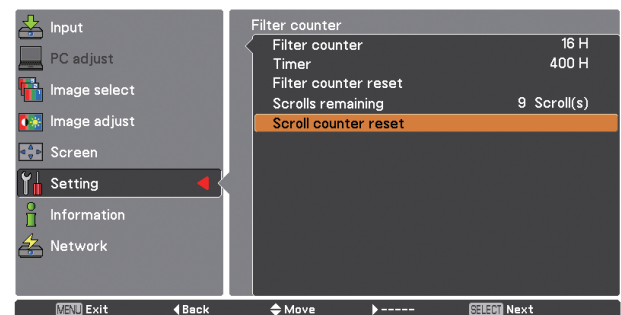 Input
PC adjust
Image select
Image adjust
Screen
Setting
Information
Network
Filter counter
Filter counter 16 H
Timer 400 H
Filter counter reset
Scrolls remaining 9 Scroll(s)
Scroll counter reset
MENU Exit Back Move ----- SELECT Next